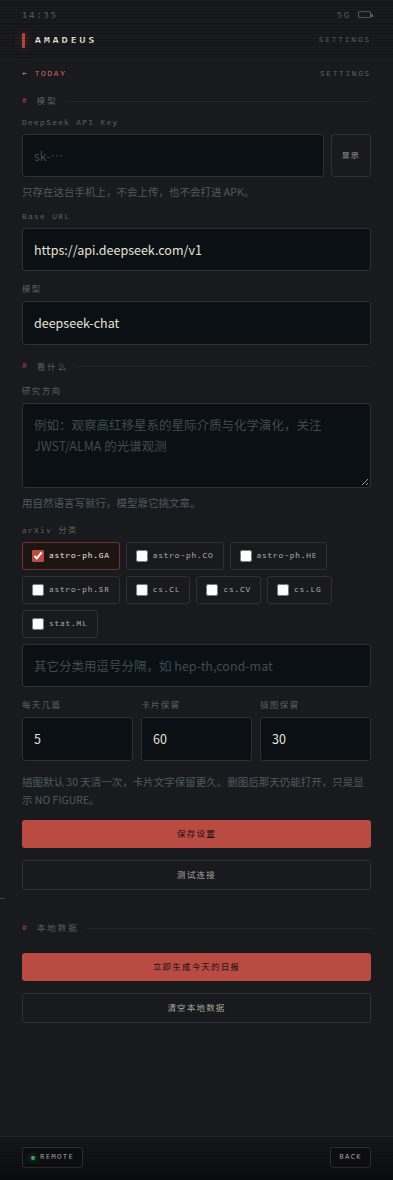 14:35
5G
AMADEUS
SETTINGS
← TODAY
SETTINGS
# 模型
DeepSeek API Key
sk-···
显示
只存在这台手机上，不会上传，也不会打进 APK。
Base URL
https://api.deepseek.com/v1
模型
deepseek-chat
# 看什么
研究方向
例如：观察高红移星系的星际介质与化学演化，关注
JWST/ALMA 的光谱观测
用自然语言写就行，模型靠它挑文章。
arXiv 分类
astro-ph.GA
astro-ph.CO
astro-ph.HE
astro-ph.SR
cs.CL
cs.CV
cs.LG
stat.ML
其它分类用逗号分隔，如 hep-th,cond-mat
每天几篇
卡片保留
插图保留
5
60
30
插图默认 30 天清一次，卡片文字保留更久。删图后那天仍能打开，只是显
示 NO FIGURE。
保存设置
测试连接
# 本地数据
立即生成今天的日报
清空本地数据
REMOTE
BACK